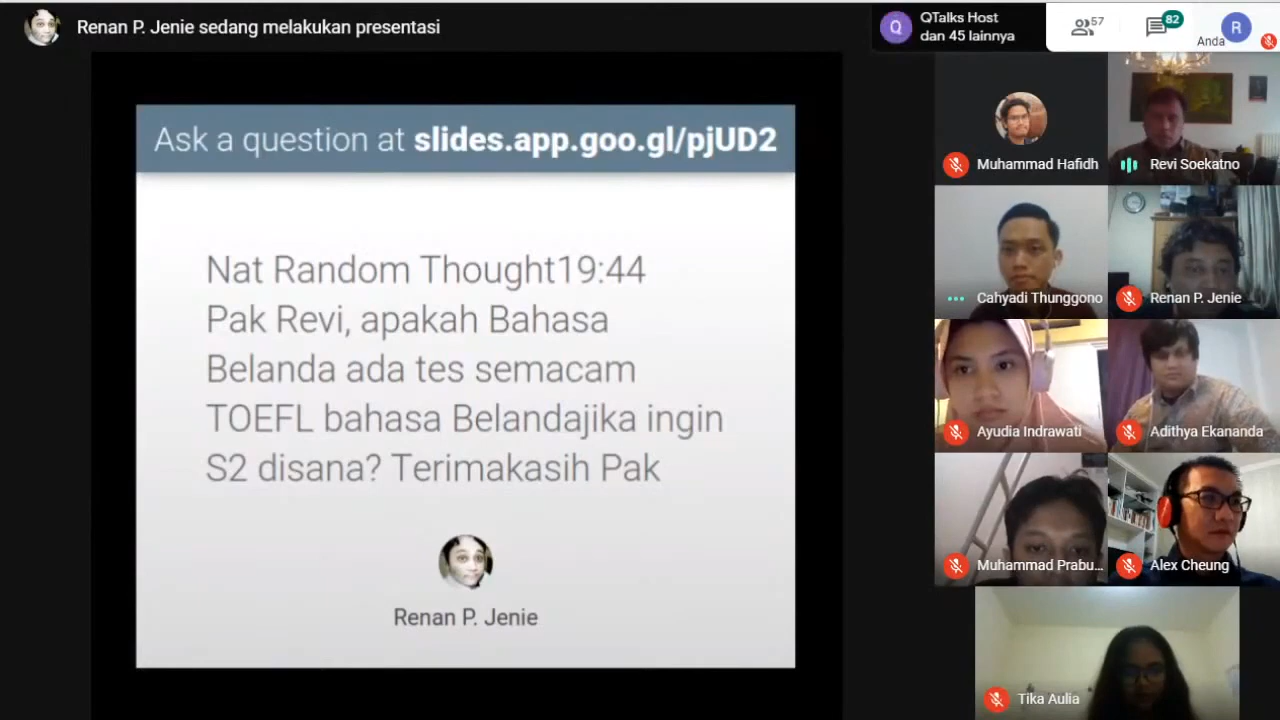 Renan P. Jenie sedang melakukan presentasi
QTalks Host
dan 45 lainnya
Q
57
82
Anda
R
Ask a question at slides.app.goo.gl/pjUD2
Nat Random Thought19:44
Pak Revi, apakah Bahasa
Belanda ada tes semacam
TOEFL bahasa Belandajika ingin
S2 disana? Terimakasih Pak
Renan P. Jenie
Muhammad Hafidh
Revi Soekatno
Cahyadi Thunggono
Renan P. Jenie
Ayudia Indrawati
Adithya Ekananda
Muhammad Prabu...
Alex Cheung
Tika Aulia